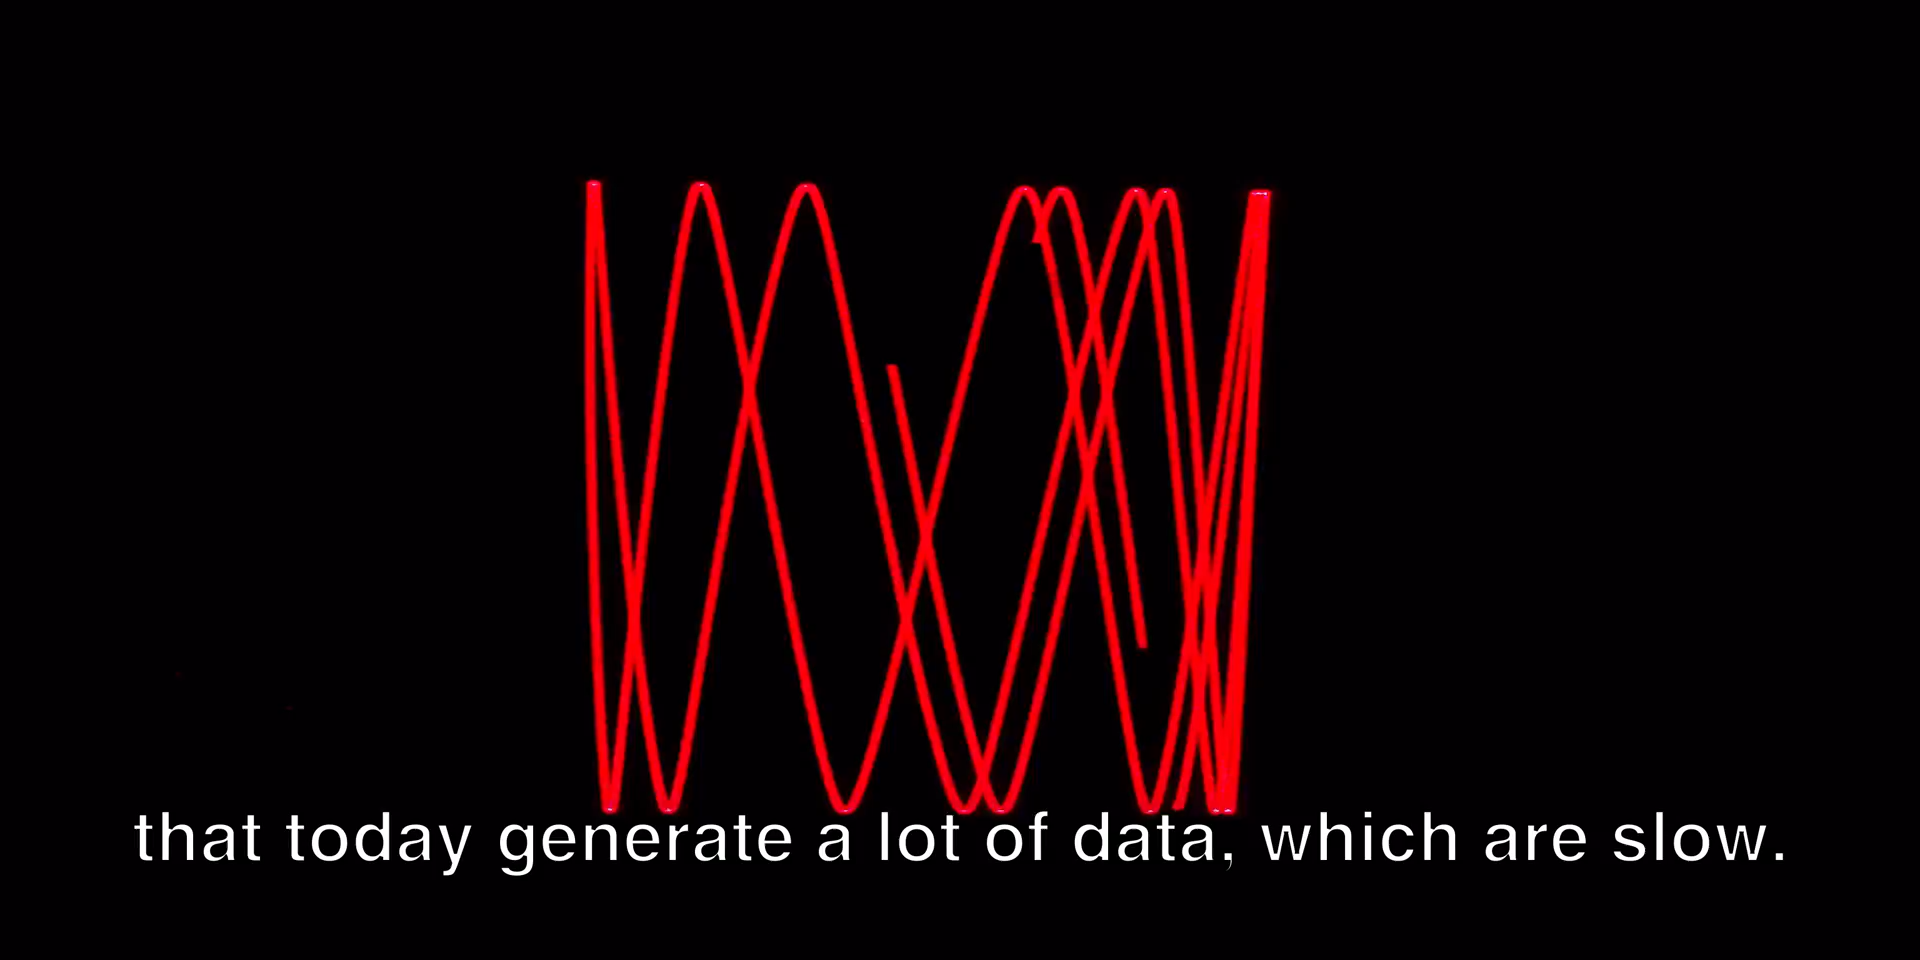 that today generate a lot of data, which are slow.